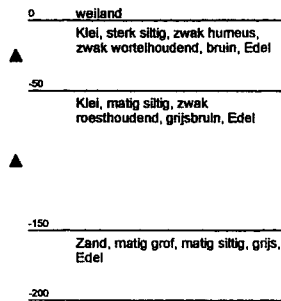 0 weiland
Klei, sterk siltig, zwak humeus,
zwak wortelhoudend, bruin, Edel
-50
Klei, matig siltig, zwak
roesthoudend, grijsbruin, Edel
-150
Zand, matig grof, matig siltig, grijs,
Edel
-200